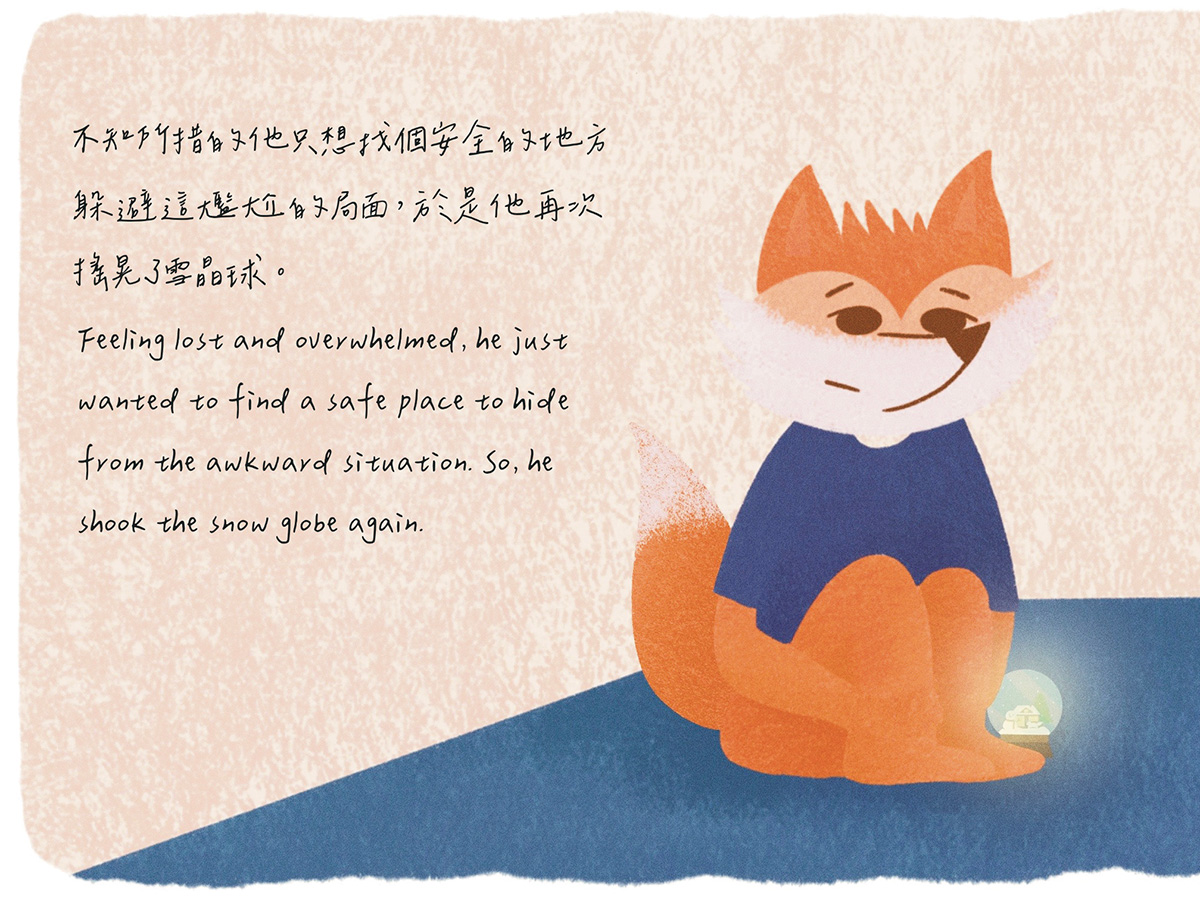 不知所措的他只想找個安全的地方
躲避這尷尬的局面，於是他再次
搖晃了雪晶球。
Feeling lost and overwhelmed, he just
wanted to find a safe place to hide
from the awkward situation. So, he
shook the snow globe again.